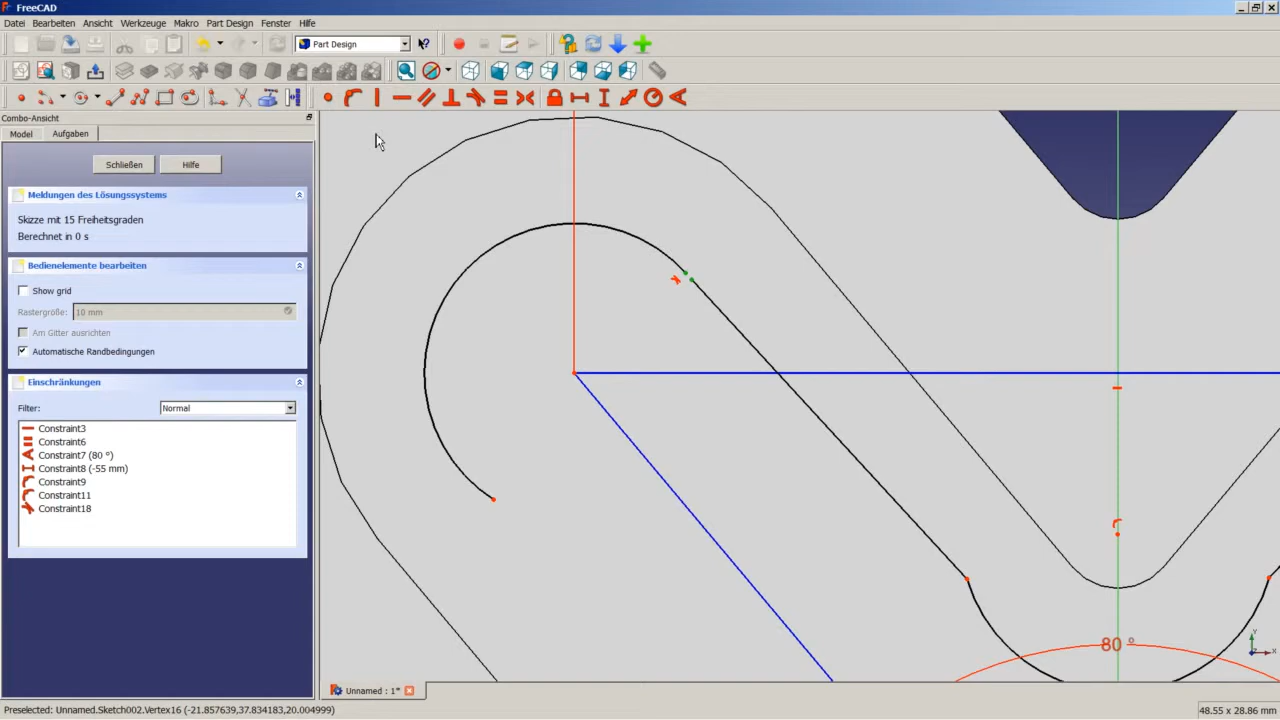 FreeCAD
Datei Bearbeiten Ansicht Werkzeuge Makro Part Design Fenster Hilfe
Part Design
Combo-Ansicht
Model Aufgaben
Schließen Hilfe
Meldungen des Lösungssystems
Skizze mit 15 Freiheitsgraden
Berechnet in 0 s
Bedienelemente bearbeiten
Show grid
Rastergröße: 10 mm
Am Gitter ausrichten
Automatische Randbedingungen
Einschränkungen
Filter: Normal
Constraint3
Constraint6
Constraint7 (80 °)
Constraint8 (-55 mm)
Constraint9
Constraint11
Constraint18
80 °
Y
X
Unnamed : 1*
Preselected: Unnamed.Sketch002.Vertex16 (-21.857639,37.834183,20.004999)
48.55 x 28.86 mm